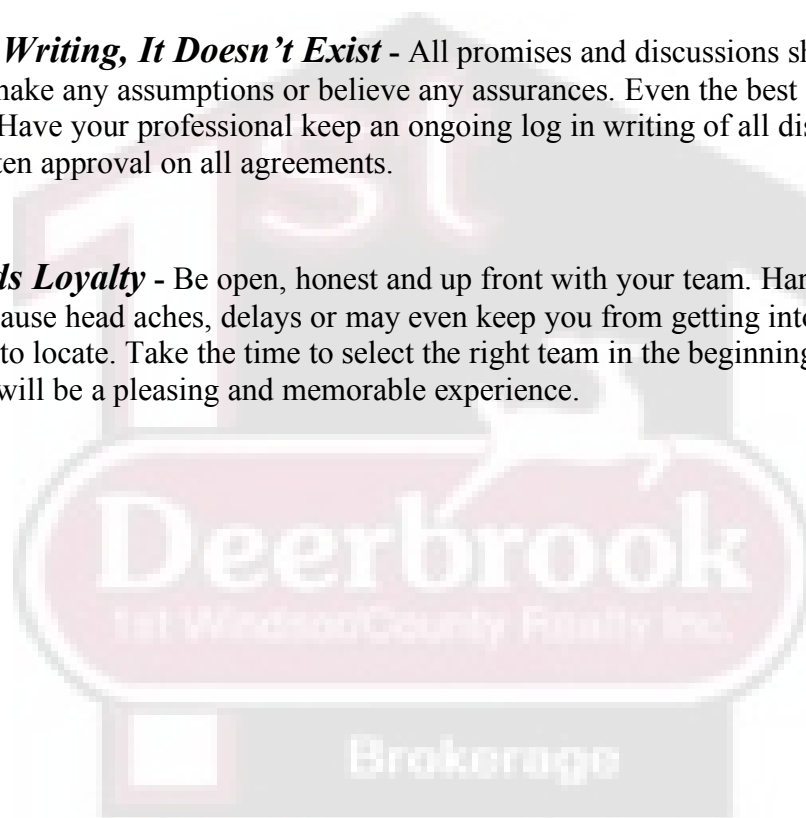 Writing, It Doesn’t Exist - All promises and discussions sh
make any assumptions or believe any assurances. Even the best
Have your professional keep an ongoing log in writing of all dis
ten approval on all agreements.
ds Loyalty - Be open, honest and up front with your team. Har
ause head aches, delays or may even keep you from getting into
to locate. Take the time to select the right team in the beginning
will be a pleasing and memorable experience.
1st
Deerbrook
1st Windsor/County Realty Inc.
Brokerage